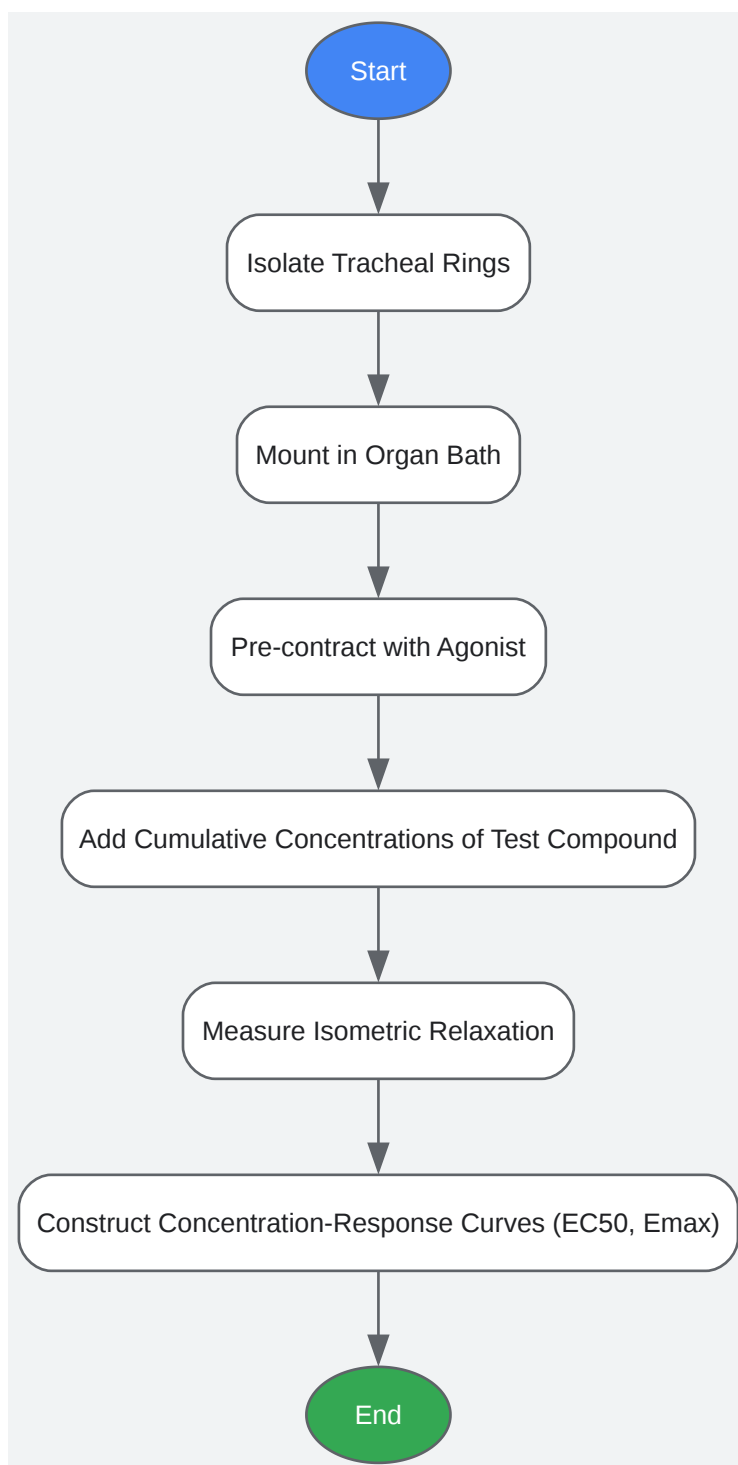 Start
Isolate Tracheal Rings
Mount in Organ Bath
Pre-contract with Agonist
Add Cumulative Concentrations of Test Compound
Measure Isometric Relaxation
Construct Concentration-Response Curves (EC50, Emax)
End